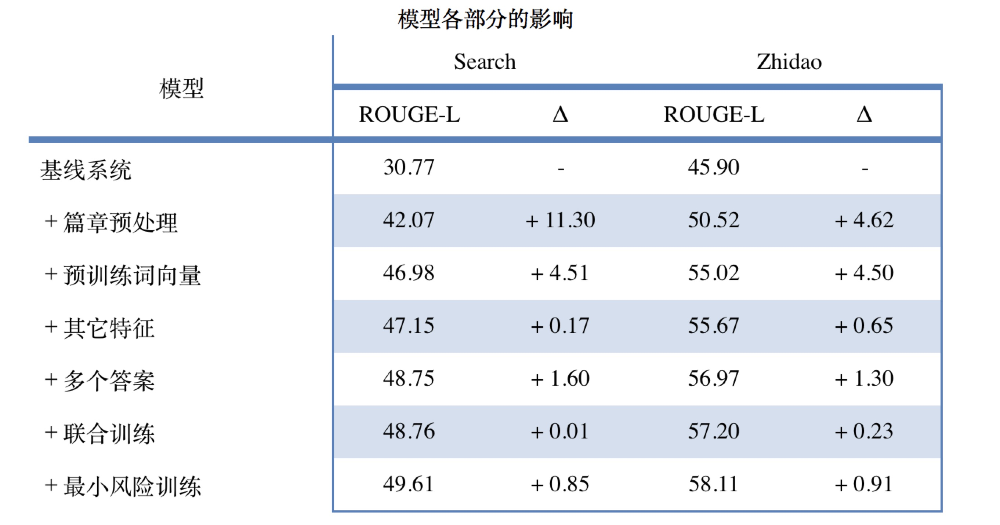 模型各部分的影响
模型 Search Zhidao
ROUGE-L Δ ROUGE-L Δ
基线系统 30.77 - 45.90 -
+ 篇章预处理 42.07 + 11.30 50.52 + 4.62
+ 预训练词向量 46.98 + 4.51 55.02 + 4.50
+ 其它特征 47.15 + 0.17 55.67 + 0.65
+ 多个答案 48.75 + 1.60 56.97 + 1.30
+ 联合训练 48.76 + 0.01 57.20 + 0.23
+ 最小风险训练 49.61 + 0.85 58.11 + 0.91